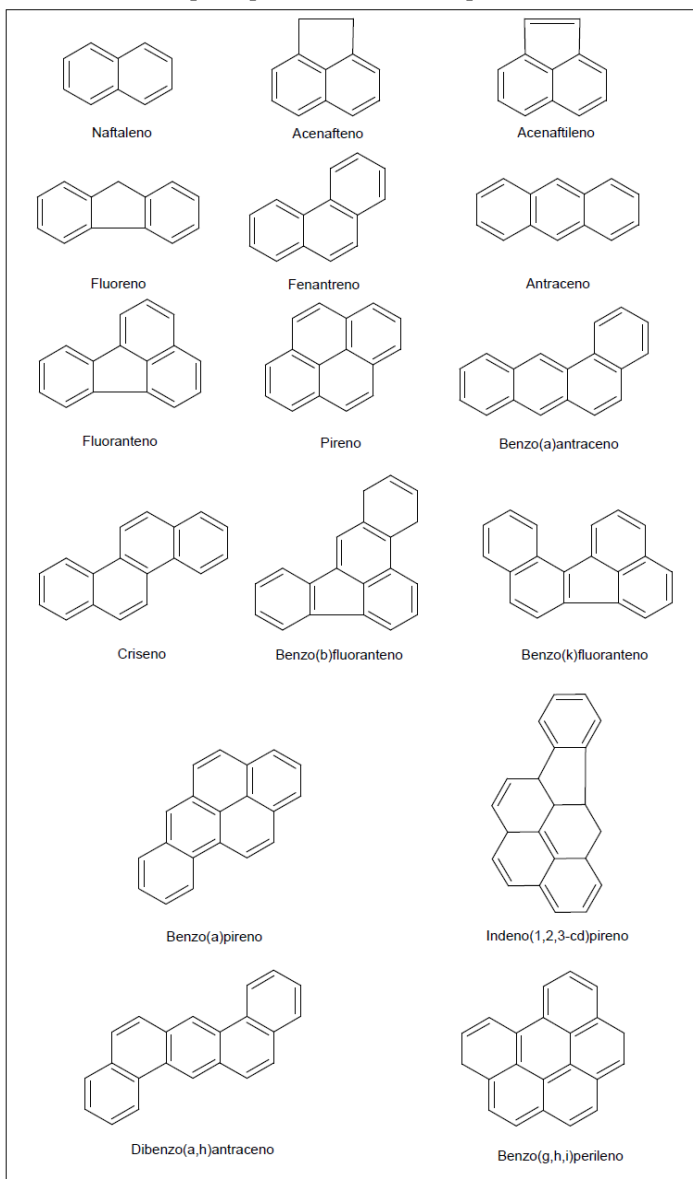 Naftaleno
Acenafteno
Acenaftileno
Fluoreno
Fenantreno
Antraceno
Fluoranteno
Pireno
Benzo(a)antraceno
Criseno
Benzo(b)fluoranteno
Benzo(k)fluoranteno
Benzo(a)pireno
Indeno(1,2,3-cd)pireno
Dibenzo(a,h)antraceno
Benzo(g,h,i)perileno